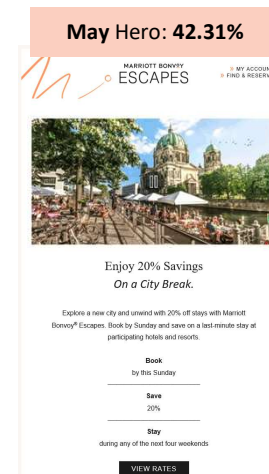 May Hero: 42.31%
MARRIOTT BONVOY
ESCAPES
MY ACCOUN
FIND & RESERV
Enjoy 20% Savings
On a City Break.
Explore a new city and unwind with 20% off stays with Marriott
Bonvoy® Escapes. Book by Sunday and save on a last-minute stay at
participating hotels and resorts.
Book
by this Sunday
Save
20%
Stay
during any of the next four weekends
VIEW RATES